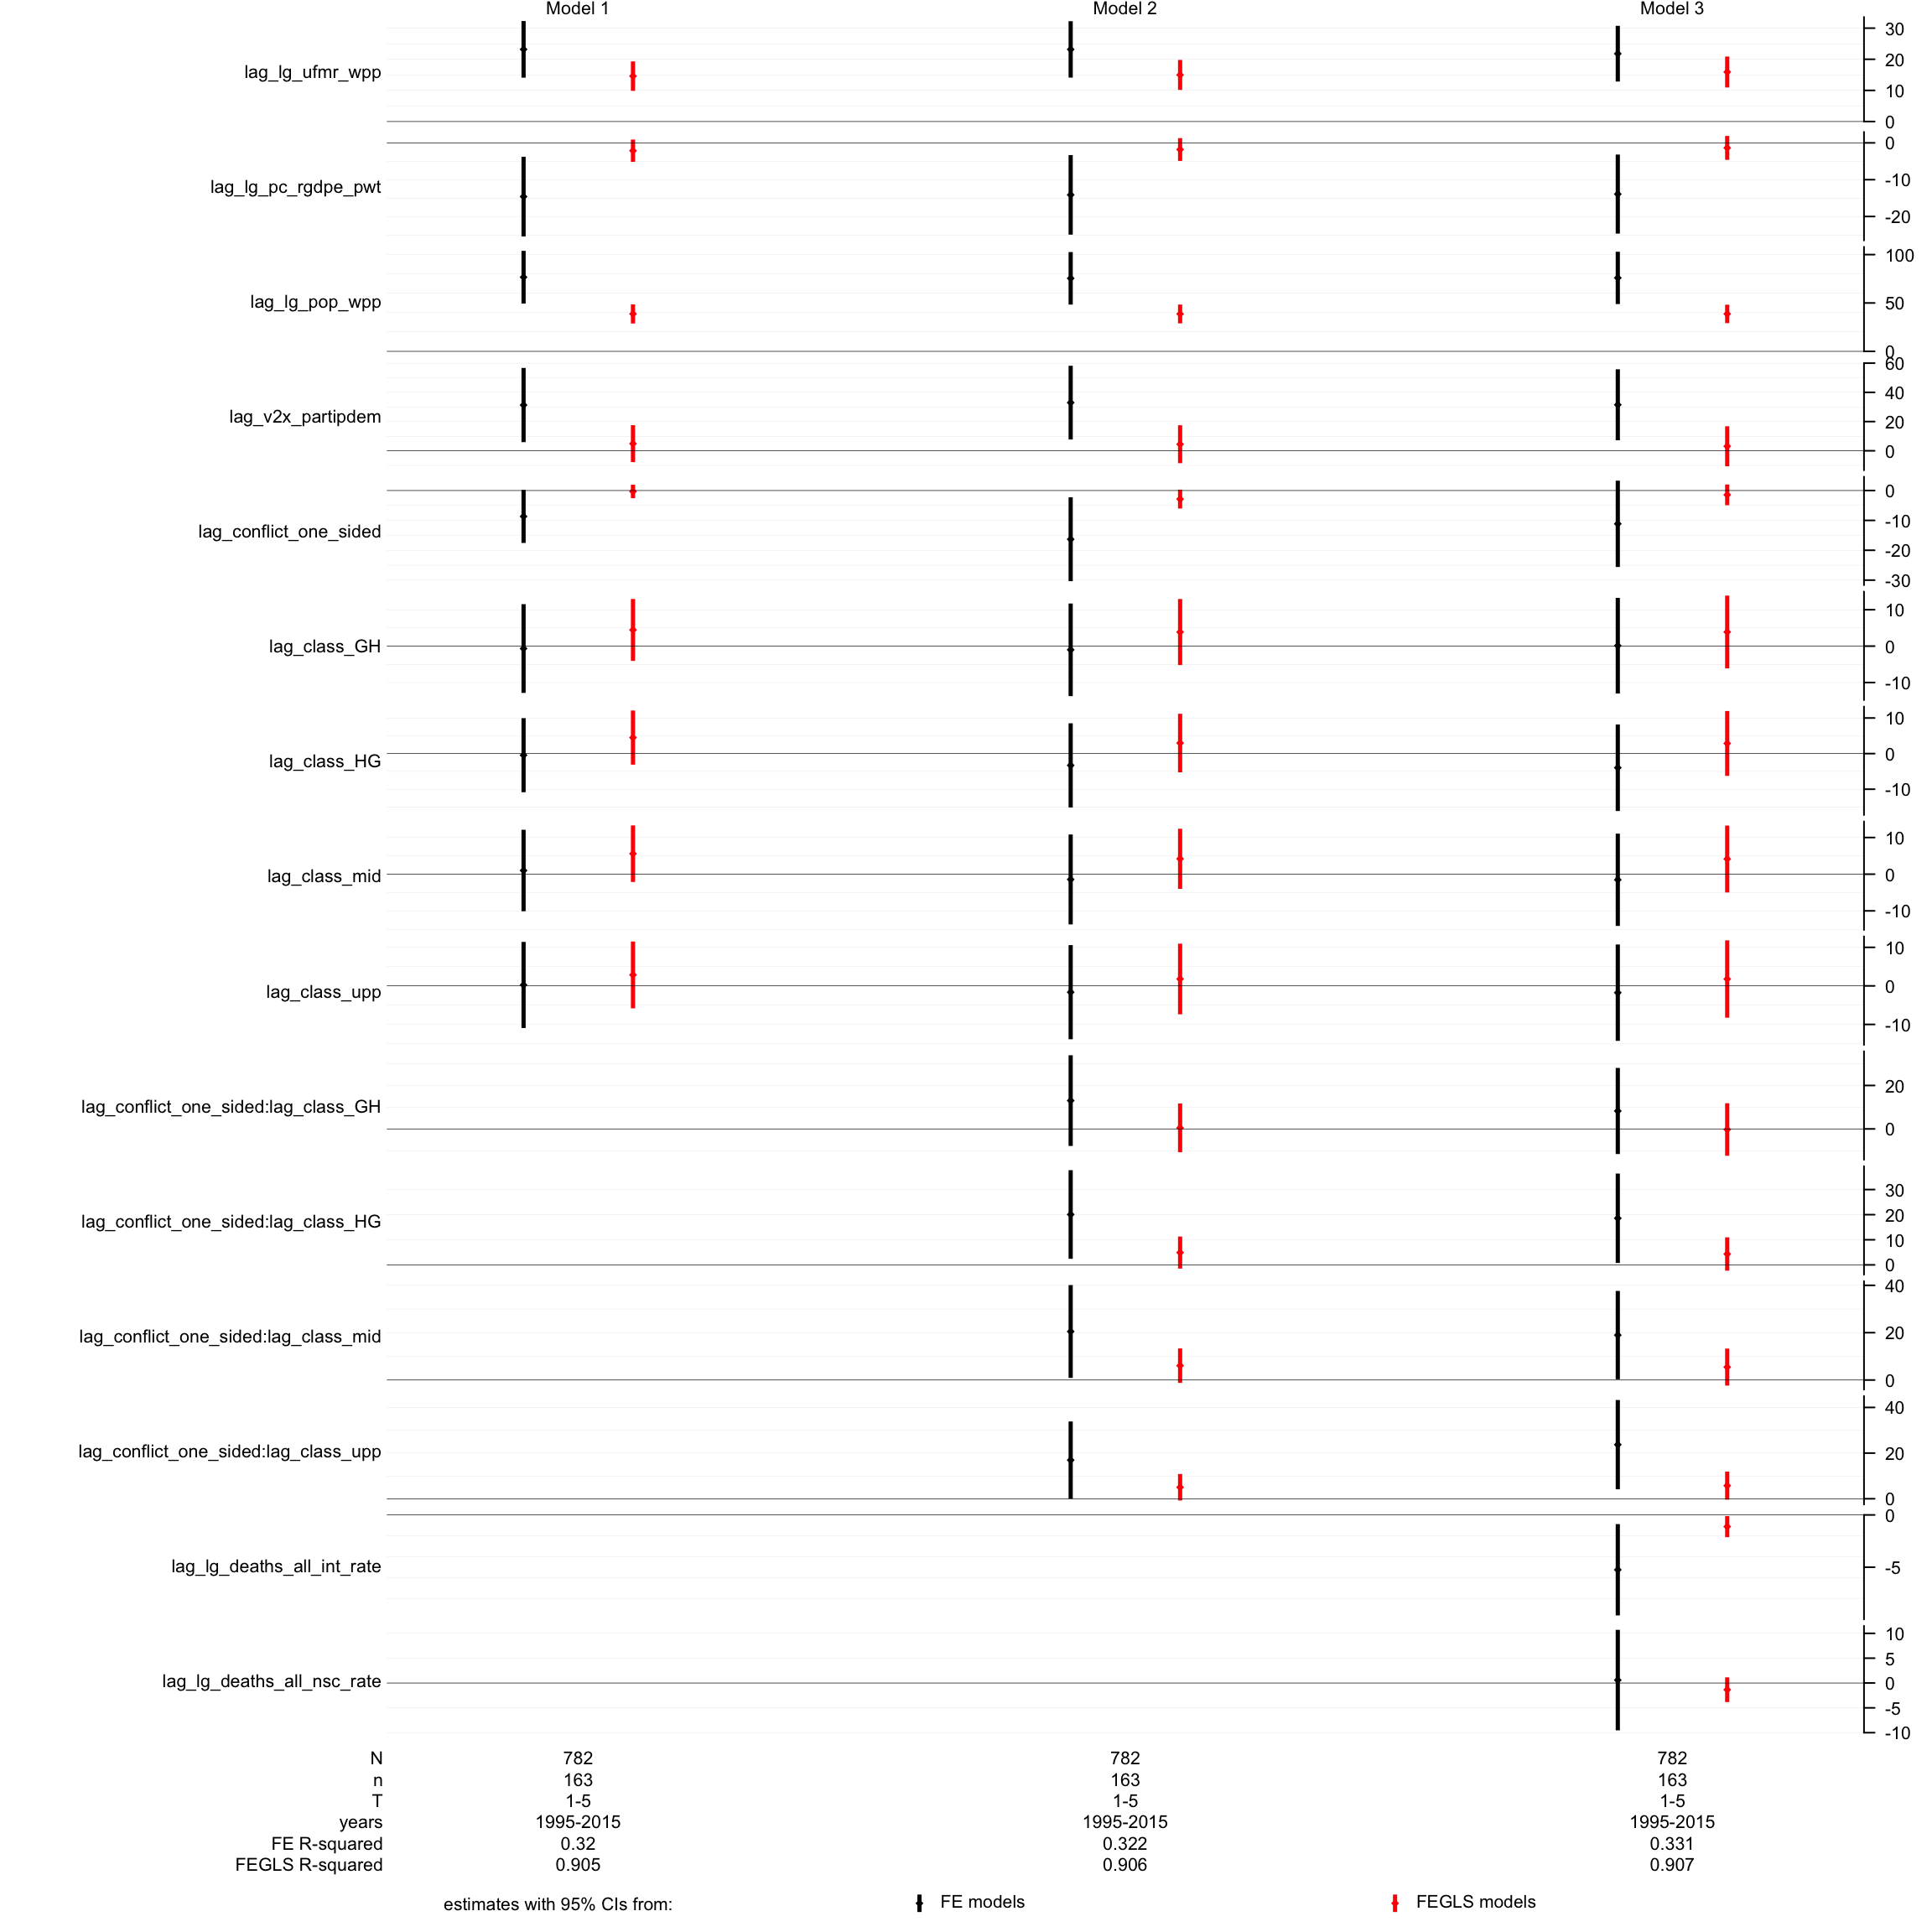 Model 1 Model 2 Model 3
30
lag_lg_ufmr_wpp 20
10
0
0
lag_lg_pc_rgdpe_pwt -10
-20
100
lag_lg_pop_wpp 50
0
60
40
lag_v2x_partipdem 20
0
0
-10
lag_conflict_one_sided -20
-30
10
lag_class_GH 0
-10
10
lag_class_HG 0
-10
10
lag_class_mid 0
-10
10
lag_class_upp 0
-10
20
lag_conflict_one_sided:lag_class_GH 0
30
lag_conflict_one_sided:lag_class_HG 20
10
0
40
lag_conflict_one_sided:lag_class_mid 20
0
40
lag_conflict_one_sided:lag_class_upp 20
0
0
lag_lg_deaths_all_int_rate -5
10
5
lag_lg_deaths_all_nsc_rate 0
-5
-10
N 782 782 782
n 163 163 163
T 1-5 1-5 1-5
years 1995-2015 1995-2015 1995-2015
FE R-squared 0.32 0.322 0.331
FEGLS R-squared 0.905 0.906 0.907
estimates with 95% CIs from: FE models FEGLS models